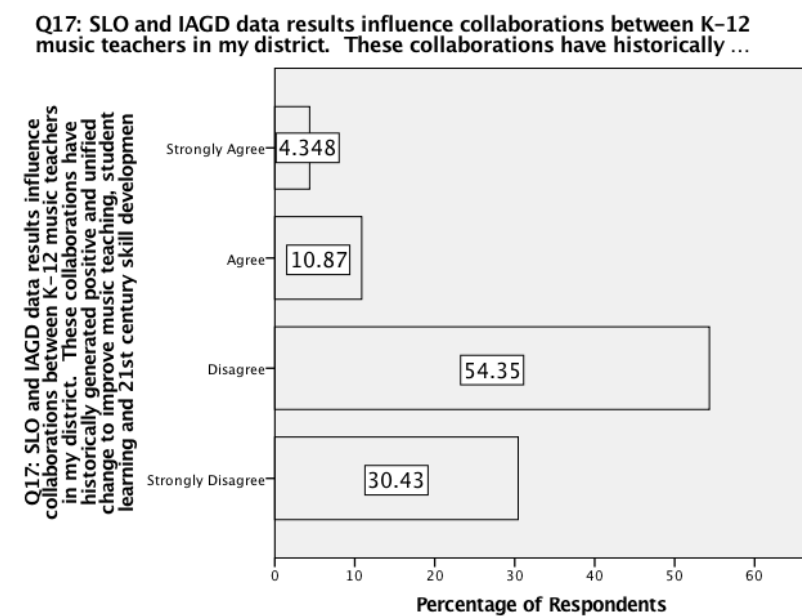 Q17: SLO and IAGD data results influence collaborations between K–12
music teachers in my district.  These collaborations have historically ...
Q17: SLO and IAGD data results influence
collaborations between K–12 music teachers
in my district.  These collaborations have
historically generated positive and unified
change to improve music teaching, student
learning and 21st century skill developmen
Strongly Agree
4.348
Agree
10.87
Disagree
54.35
Strongly Disagree
30.43
0 10 20 30 40 50 60
Percentage of Respondents